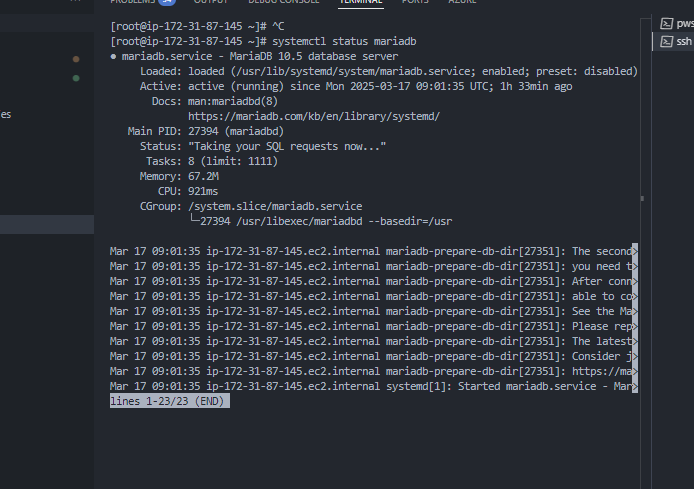 PROBLEMS 34 OUTPUT DEBUG CONSOLE TERMINAL PORTS AZURE
[root@ip-172-31-87-145 ~]# ^C
[root@ip-172-31-87-145 ~]# systemctl status mariadb
● mariadb.service - MariaDB 10.5 database server
Loaded: loaded (/usr/lib/systemd/system/mariadb.service; enabled; preset: disabled)
Active: active (running) since Mon 2025-03-17 09:01:35 UTC; 1h 33min ago
Docs: man:mariadbd(8)
https://mariadb.com/kb/en/library/systemd/
Main PID: 27394 (mariadbd)
Status: "Taking your SQL requests now..."
Tasks: 8 (limit: 1111)
Memory: 67.2M
CPU: 921ms
CGroup: /system.slice/mariadb.service
└─27394 /usr/libexec/mariadbd --basedir=/usr
Mar 17 09:01:35 ip-172-31-87-145.ec2.internal mariadb-prepare-db-dir[27351]: The second>
Mar 17 09:01:35 ip-172-31-87-145.ec2.internal mariadb-prepare-db-dir[27351]: you need t>
Mar 17 09:01:35 ip-172-31-87-145.ec2.internal mariadb-prepare-db-dir[27351]: After conn>
Mar 17 09:01:35 ip-172-31-87-145.ec2.internal mariadb-prepare-db-dir[27351]: able to co>
Mar 17 09:01:35 ip-172-31-87-145.ec2.internal mariadb-prepare-db-dir[27351]: See the Ma>
Mar 17 09:01:35 ip-172-31-87-145.ec2.internal mariadb-prepare-db-dir[27351]: Please rep>
Mar 17 09:01:35 ip-172-31-87-145.ec2.internal mariadb-prepare-db-dir[27351]: The latest>
Mar 17 09:01:35 ip-172-31-87-145.ec2.internal mariadb-prepare-db-dir[27351]: Consider j>
Mar 17 09:01:35 ip-172-31-87-145.ec2.internal mariadb-prepare-db-dir[27351]: https://ma>
Mar 17 09:01:35 ip-172-31-87-145.ec2.internal systemd[1]: Started mariadb.service - Mar>
lines 1-23/23 (END)
es
pws
ssh